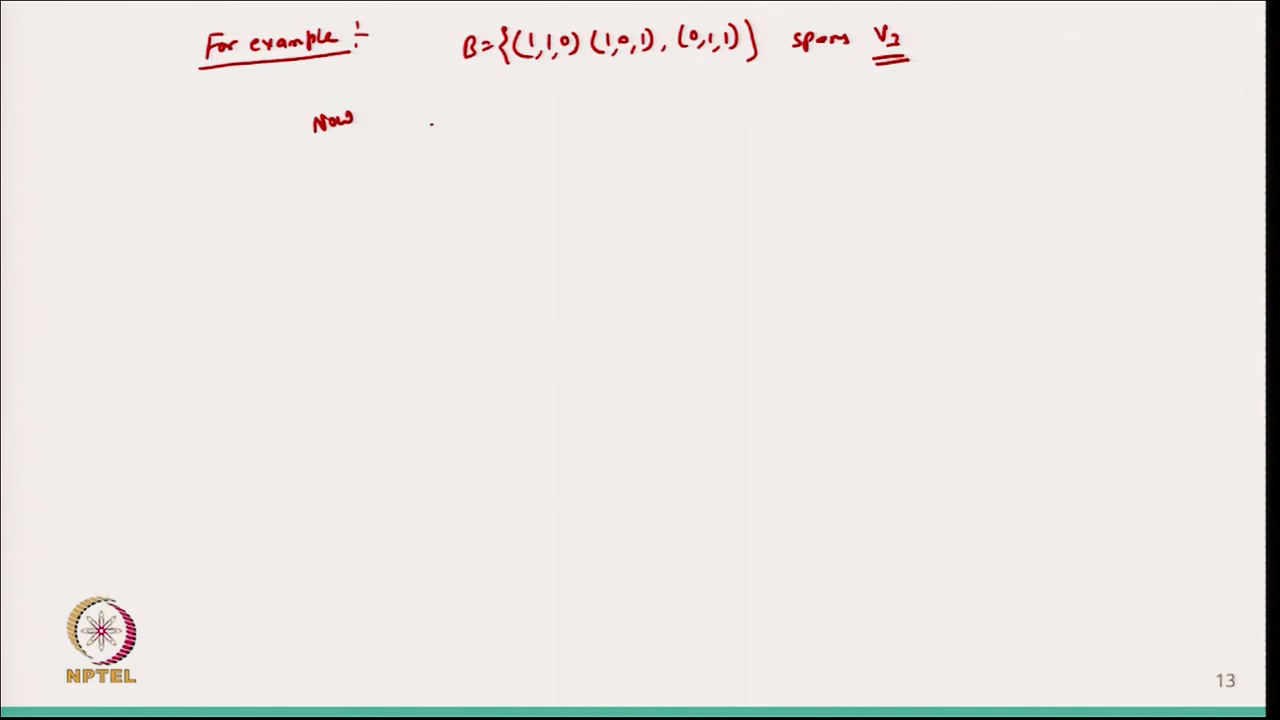 For example :- B={(1,1,0) (1,0,1), (0,1,1)} spans V3
Now
NPTEL
13